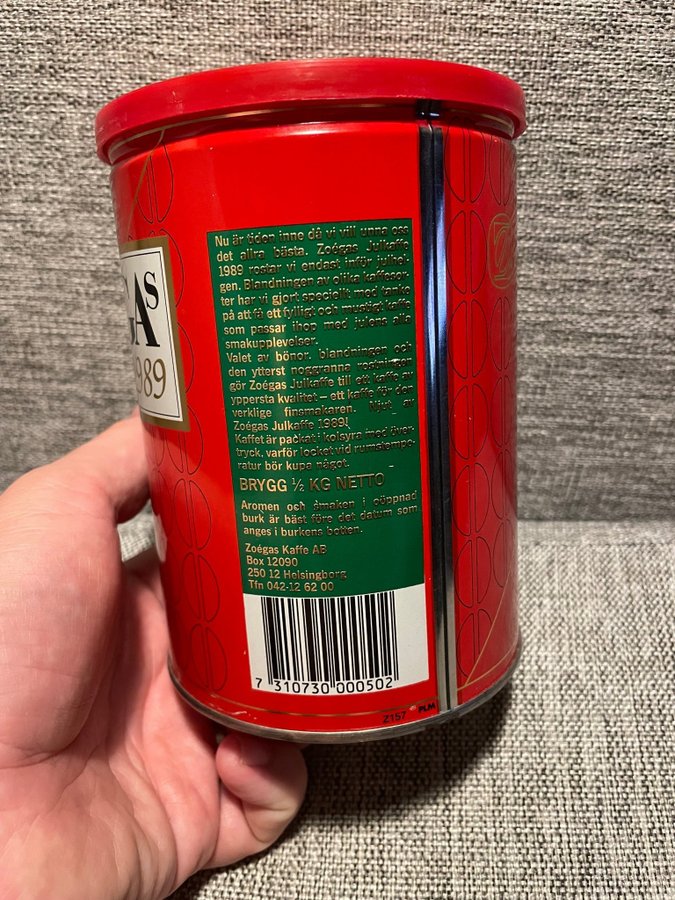 AS
1989
Nu är tiden inne då vi vill unna oss
det allra bästa. Zoégas Julkaffe
1989 rostar vi endast inför julhel-
gen. Blandningen av olika kaffesor-
ter har vi gjort speciellt med tanke
på att få ett fylligt och mustigt kaffe
som passar ihop med julens alla
smakupplevelser.
Valet av bönor, blandningen och
den ytterst noggranna rostningen
gör Zoégas Julkaffe till ett kaffe av
yppersta kvalitet – ett kaffe för den
verklige finsmakaren. Njut av
Zoégas Julkaffe 1989!
Kaffet är packat i kolsyra med över-
tryck, varför locket vid rumstempe-
ratur bör kupa något.
BRYGG ½ KG NETTO
Aromen och smaken i oöppnad
burk är bäst före det datum som
anges i burkens botten.
Zoégas Kaffe AB
Box 12090
250 12 Helsingborg
Tfn 042-12 62 00
7 310730 000502
Z157 PLM